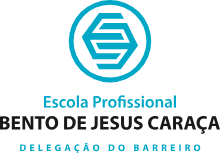 Escola Profissional
BENTO DE JESUS CARAÇA
DELEGAÇÃO DO BARREIRO